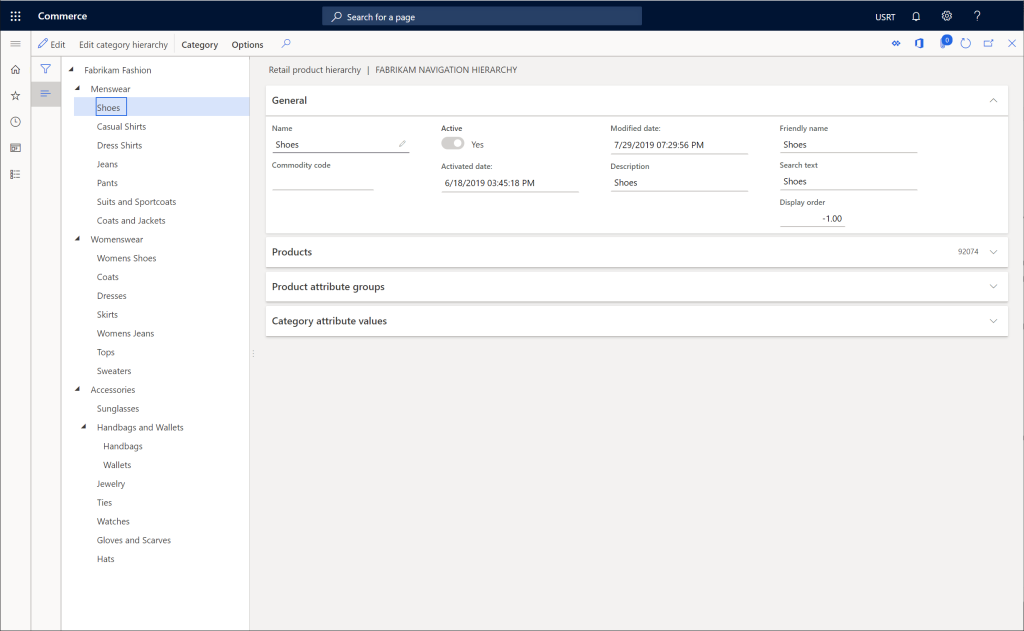 Commerce
Search for a page
USRT
?
Edit
Edit category hierarchy
Category
Options
0
Fabrikam Fashion
Menswear
Shoes
Casual Shirts
Dress Shirts
Jeans
Pants
Suits and Sportcoats
Coats and Jackets
Womenswear
Womens Shoes
Coats
Dresses
Skirts
Womens Jeans
Tops
Sweaters
Accessories
Sunglasses
Handbags and Wallets
Handbags
Wallets
Jewelry
Ties
Watches
Gloves and Scarves
Hats
Retail product hierarchy | FABRIKAM NAVIGATION HIERARCHY
General
Name
Shoes
Commodity code
Active
Yes
Activated date:
6/18/2019 03:45:18 PM
Modified date:
7/29/2019 07:29:56 PM
Description
Shoes
Friendly name
Shoes
Search text
Shoes
Display order
-1.00
Products
92074
Product attribute groups
Category attribute values